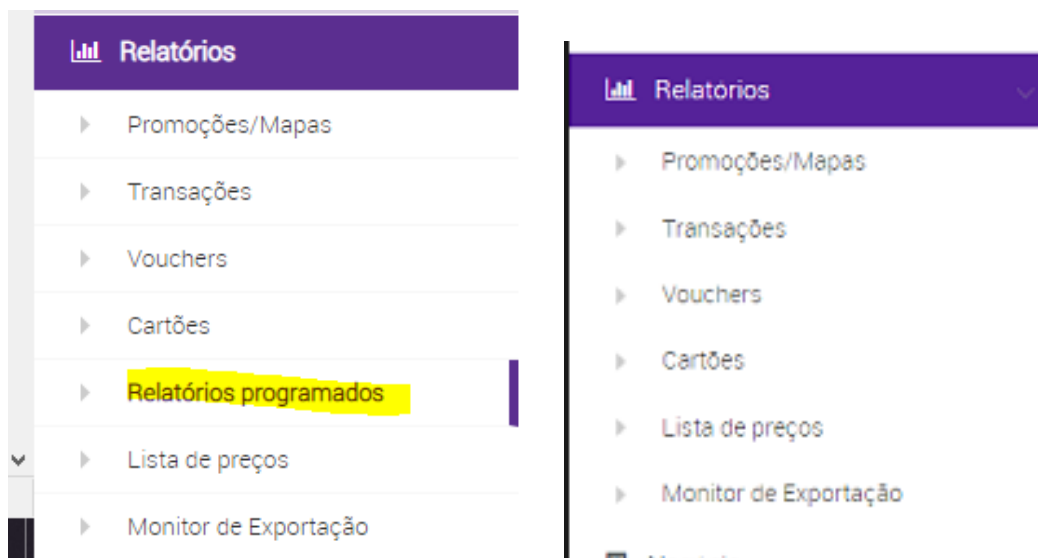 Relatórios
Promoções/Mapas
Transações
Vouchers
Cartões
Relatórios programados
Lista de preços
Monitor de Exportação
Relatórios
Promoções/Mapas
Transações
Vouchers
Cartões
Lista de preços
Monitor de Exportação